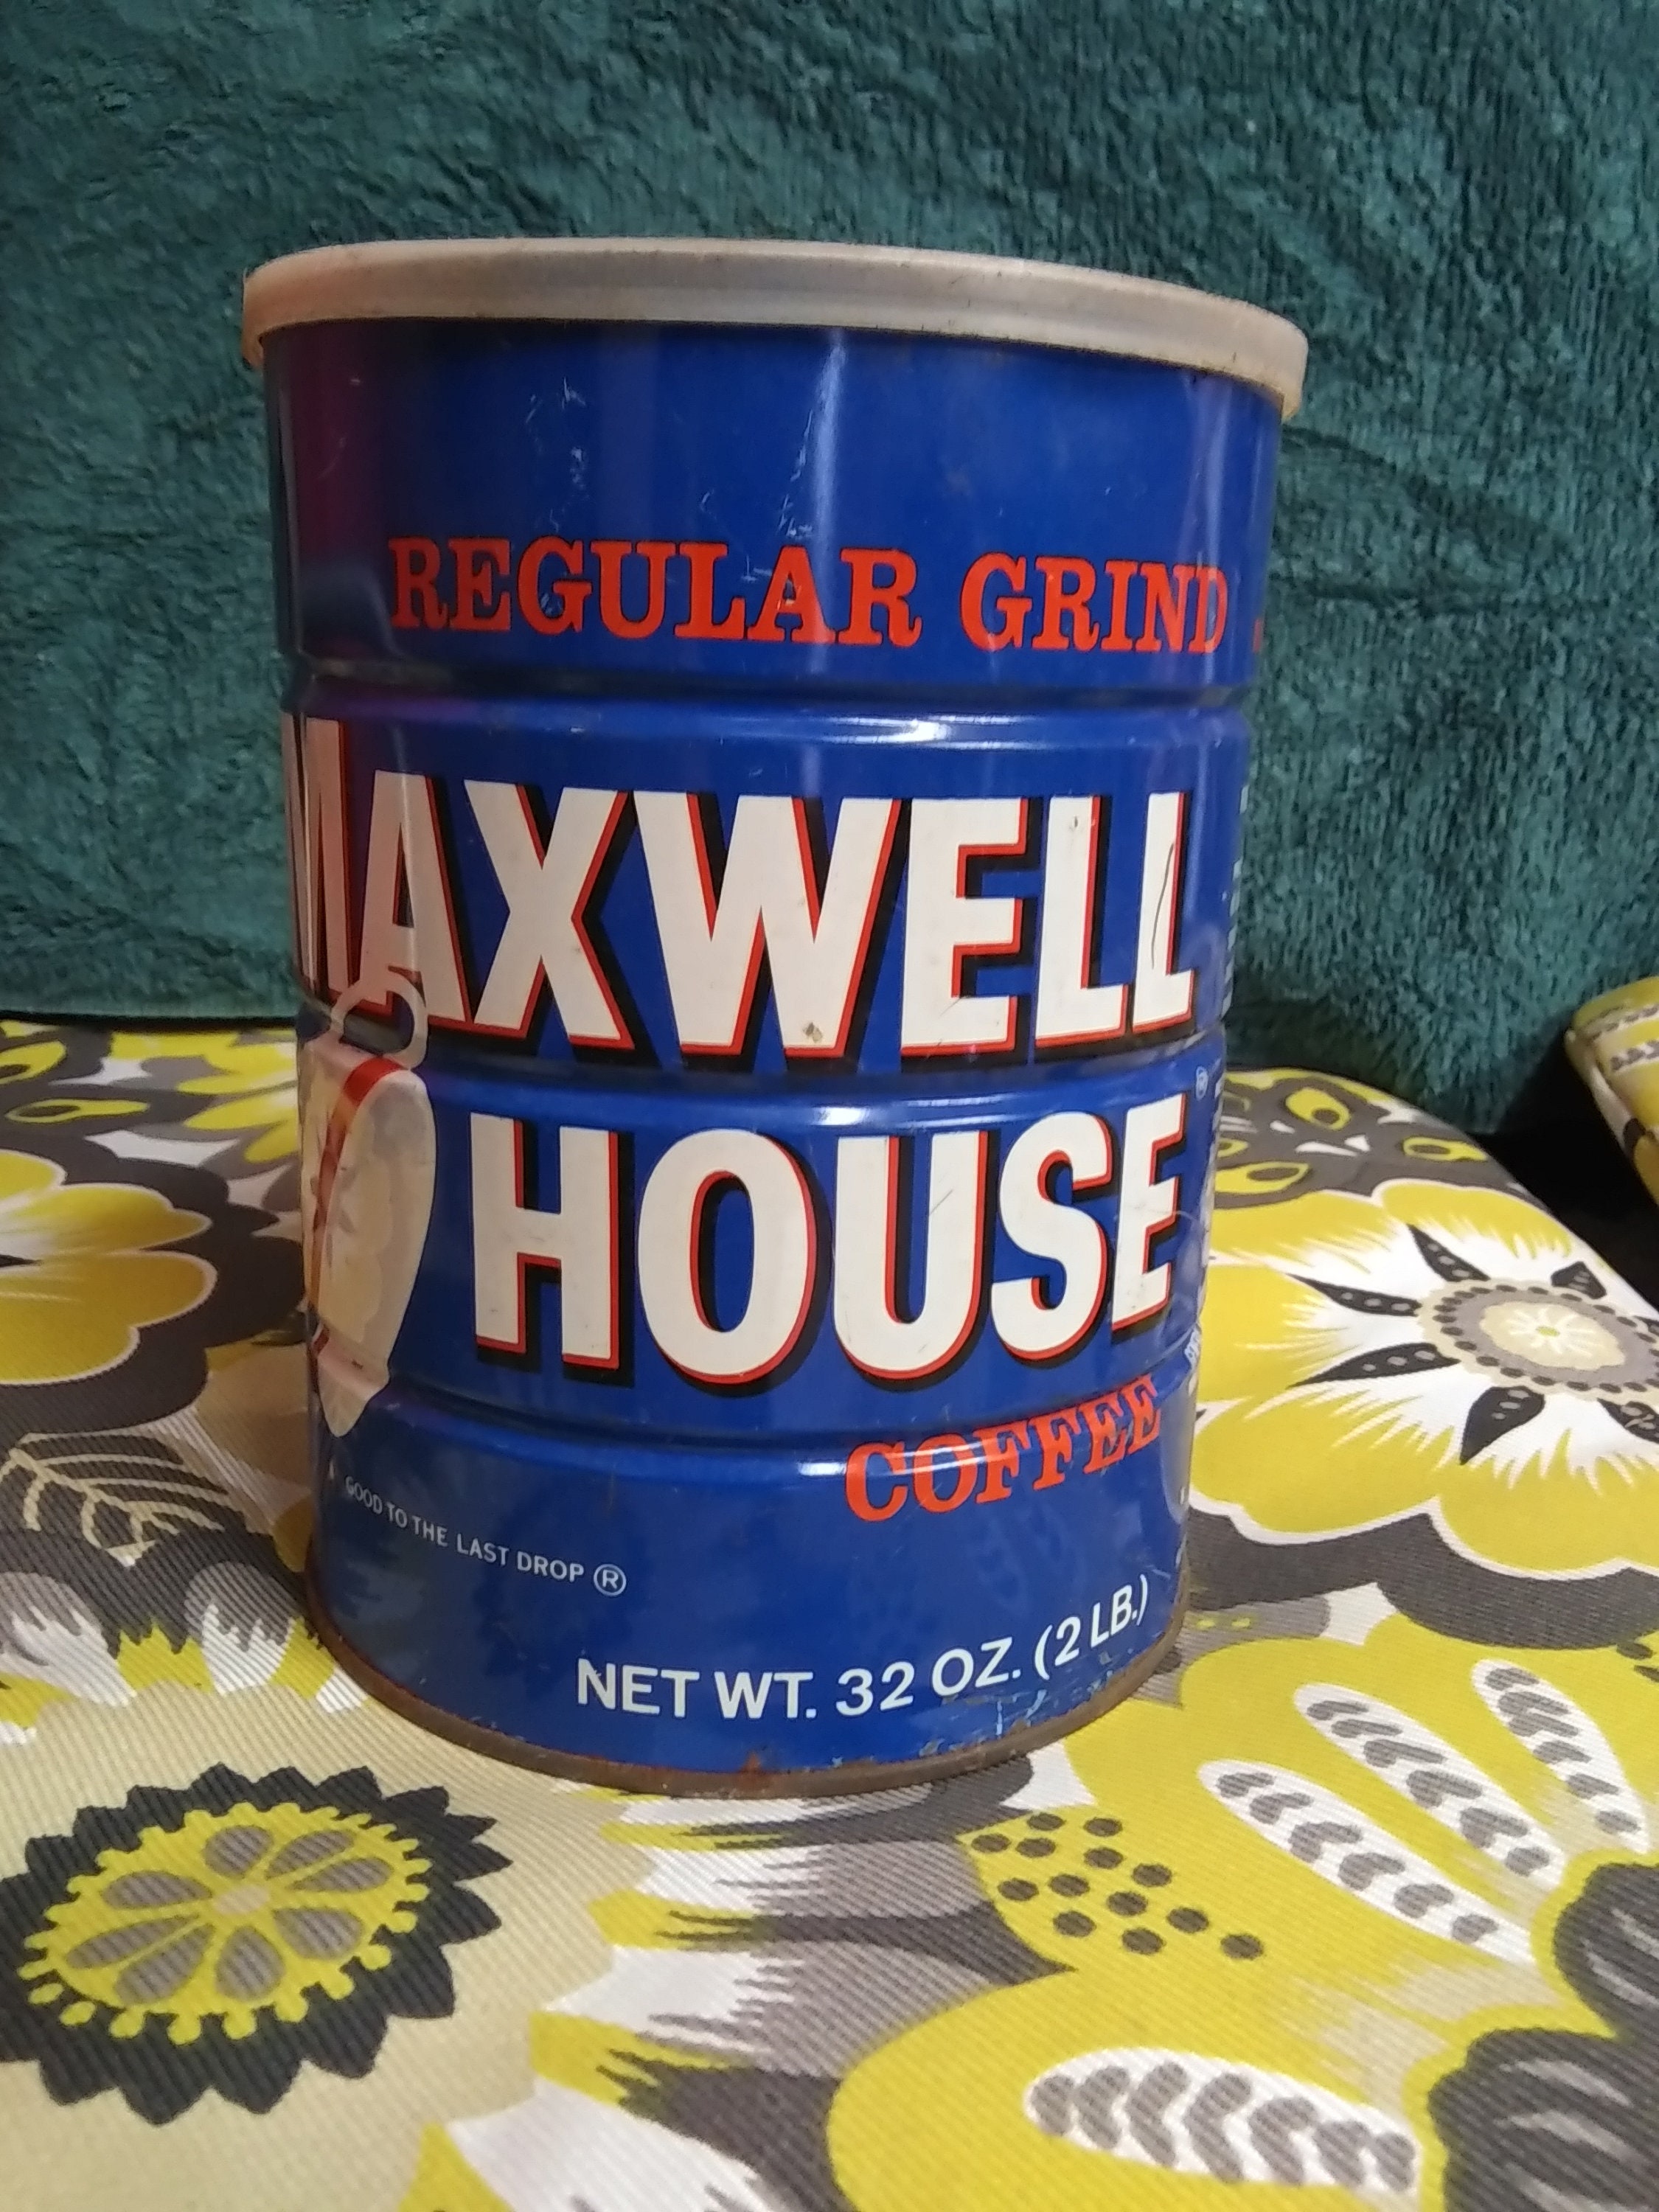 REGULAR GRIND
MAXWELL
HOUSE ®
COFFEE
GOOD TO THE LAST DROP ®
NET WT. 32 OZ. (2 LB.)